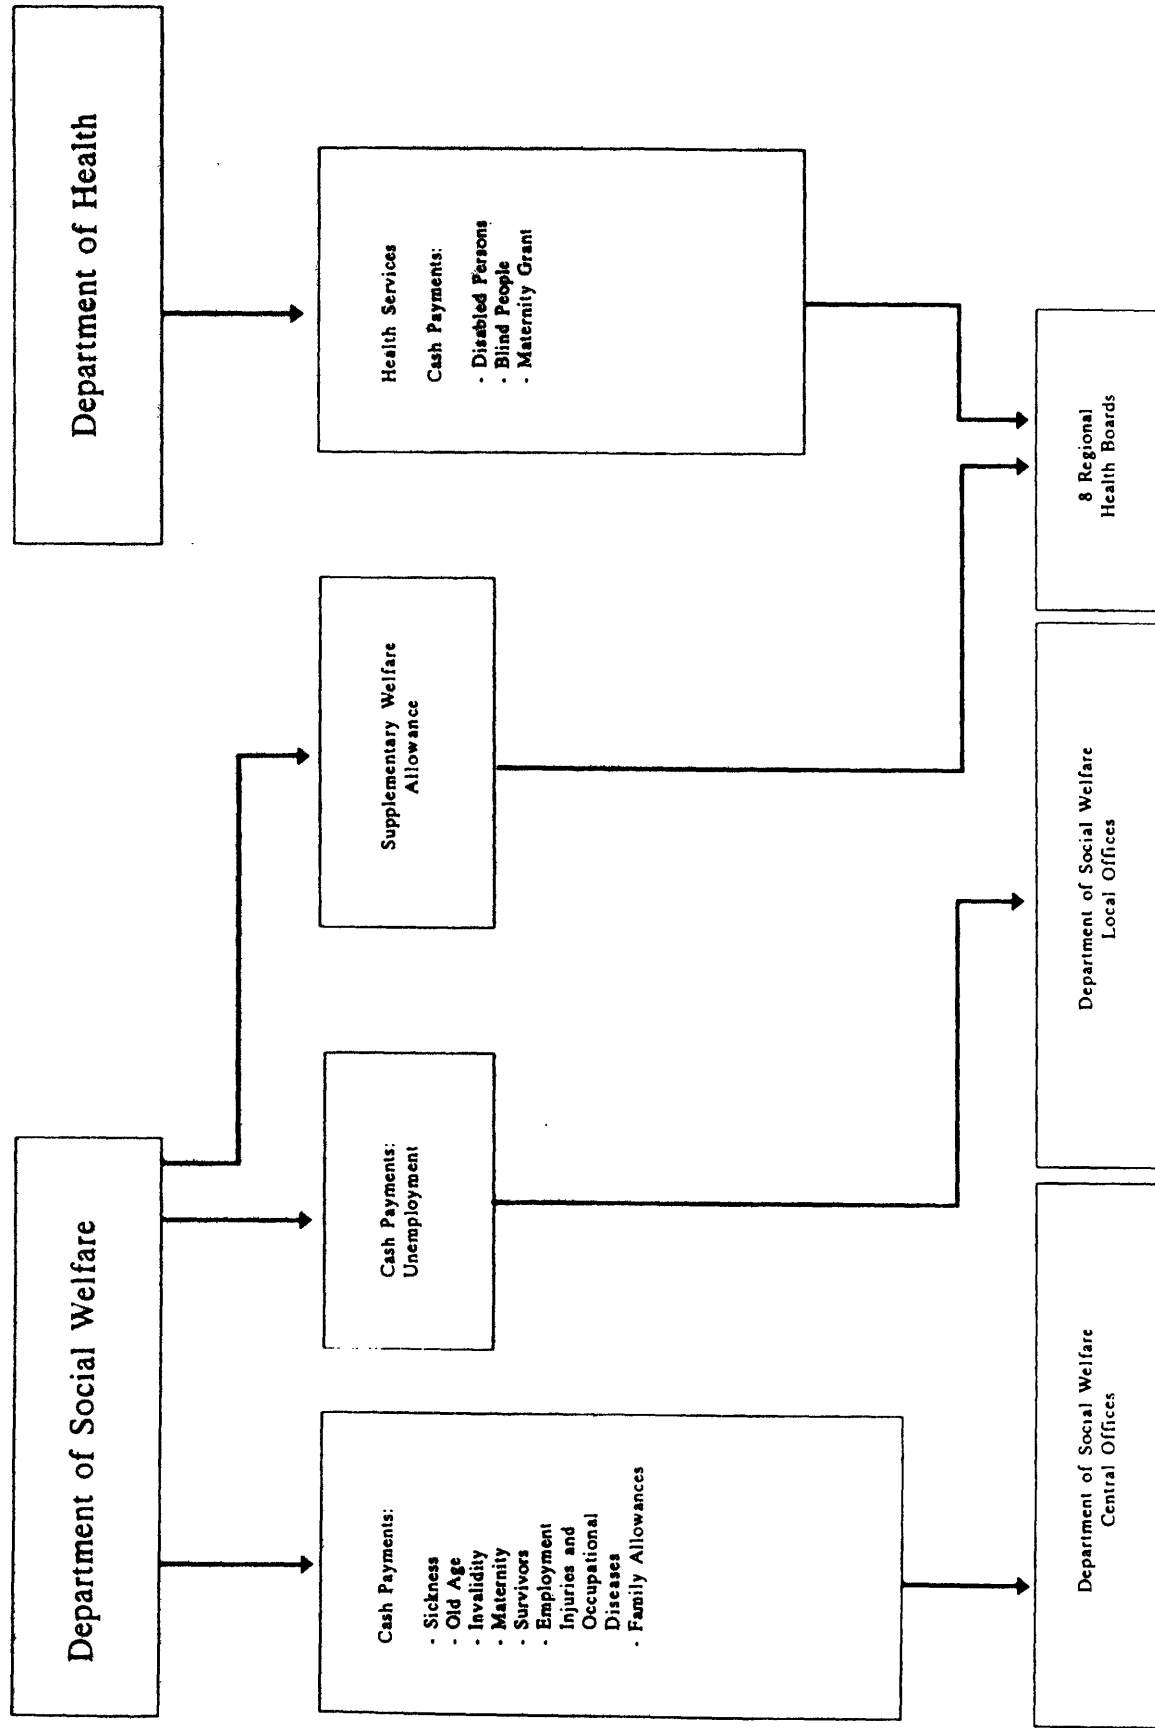 Department of Social Welfare
Department of Health
Cash Payments:
- Sickness
- Old Age
- Invalidity
- Maternity
- Survivors
- Employment
Injuries and
Occupational
Diseases
- Family Allowances
Cash Payments:
Unemployment
Supplementary Welfare
Allowance
Health Services
Cash Payments:
- Disabled Persons
- Blind People
- Maternity Grant
Department of Social Welfare
Central Offices
Department of Social Welfare
Local Offices
8 Regional
Health Boards